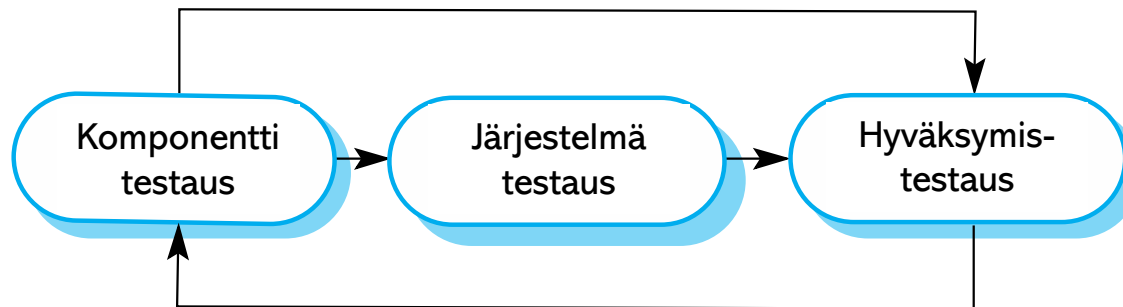 Komponentti
testaus
Järjestelmä
testaus
Hyväksymis-
testaus